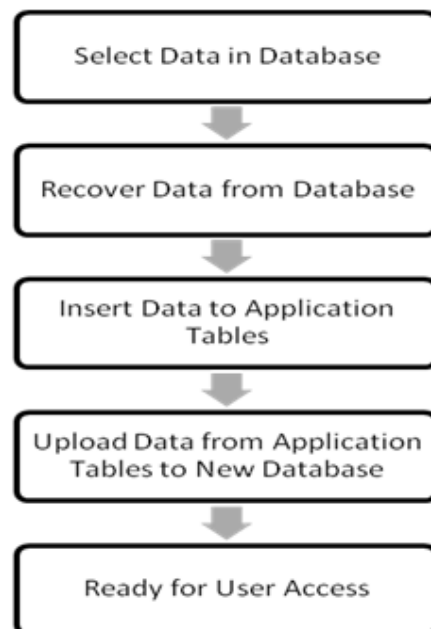 Select Data in Database
Recover Data from Database
Insert Data to Application
Tables
Upload Data from Application
Tables to New Database
Ready for User Access